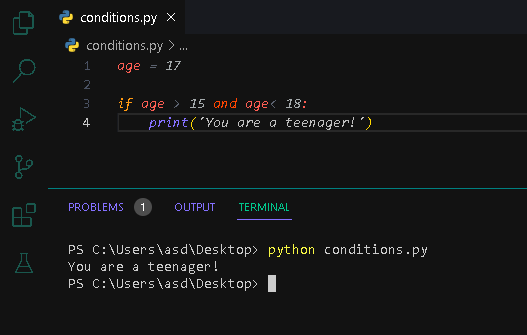 conditions.py ×
conditions.py > ...
1 age = 17
2
3 if age > 15 and age< 18:
4     print('You are a teenager!')
PROBLEMS 1 OUTPUT TERMINAL
PS C:\Users\asd\Desktop> python conditions.py
You are a teenager!
PS C:\Users\asd\Desktop>